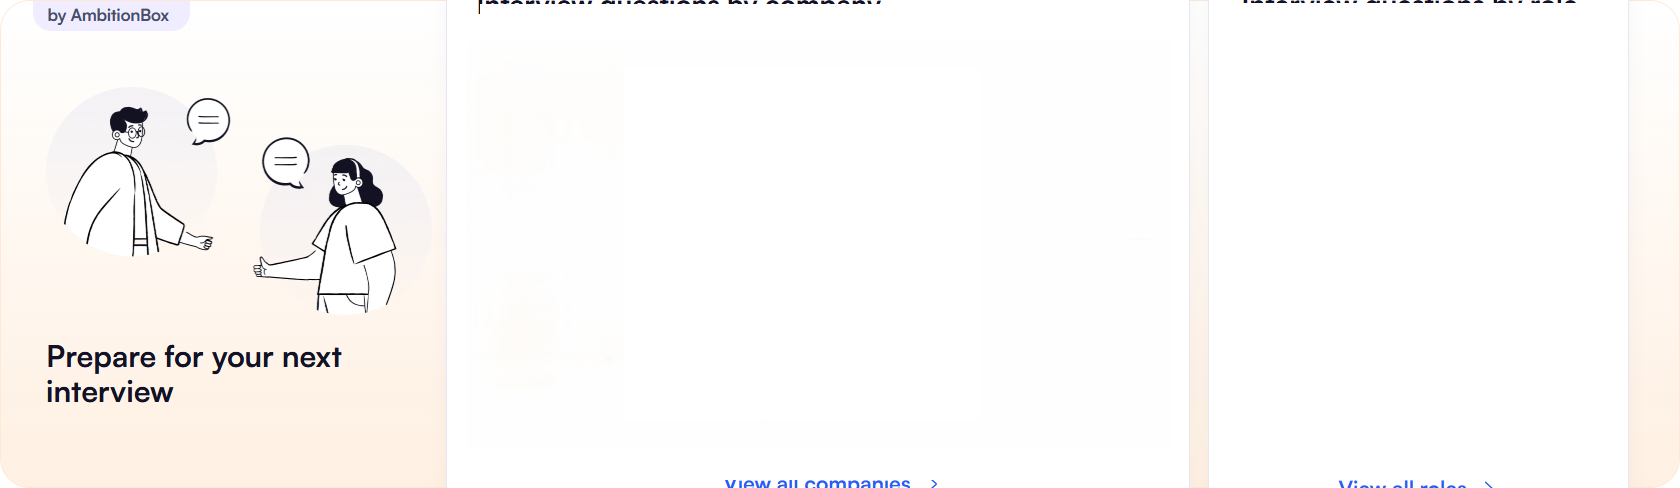 by AmbitionBox
Prepare for your next
interview
Interview questions by company
View all companies
Interview questions by role
View all roles